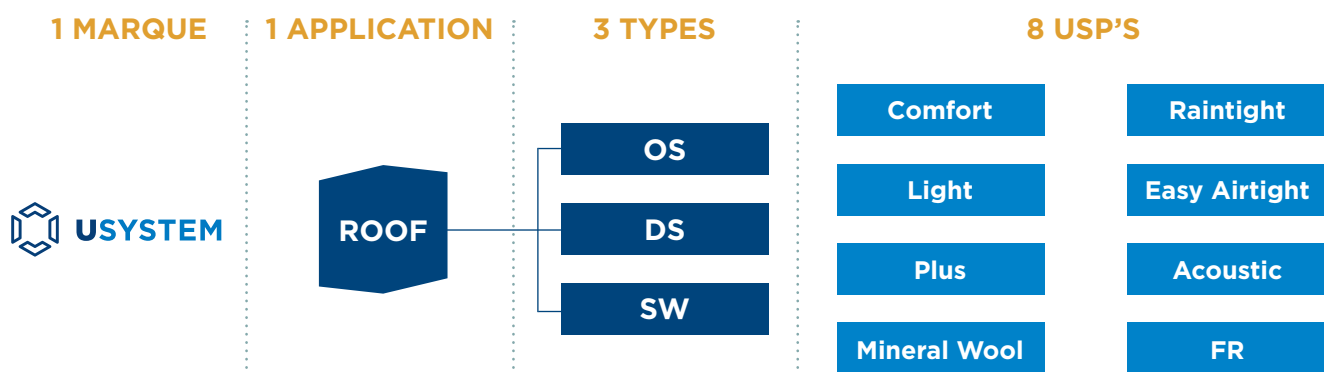 1 MARQUE
1 APPLICATION
3 TYPES
8 USP'S
USYSTEM
ROOF
OS
DS
SW
Comfort
Raintight
Light
Easy Airtight
Plus
Acoustic
Mineral Wool
FR